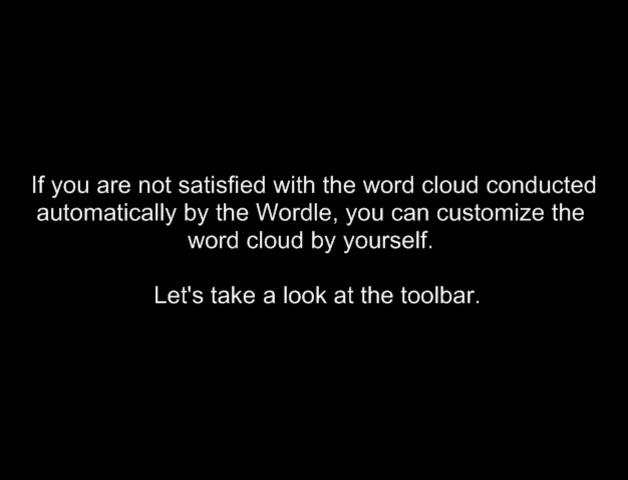 If you are not satisfied with the word cloud conducted
automatically by the Wordle, you can customize the
word cloud by yourself.
Let's take a look at the toolbar.